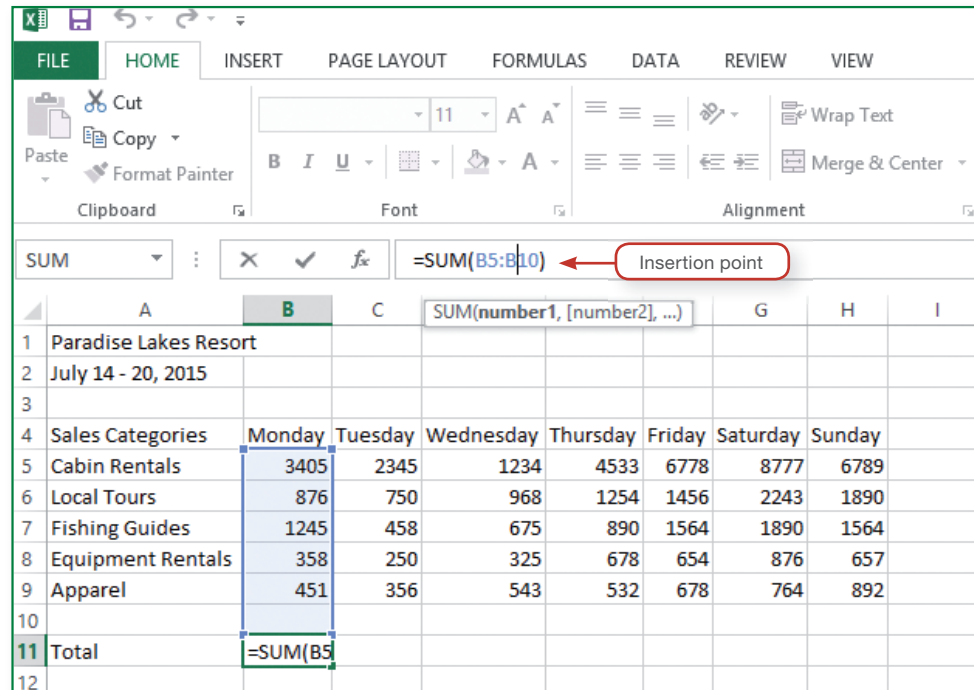 FILE HOME INSERT PAGE LAYOUT FORMULAS DATA REVIEW VIEW
Cut
Copy
Format Painter
Paste
11 A A
Wrap Text
B I U A
Merge & Center
Clipboard Font Alignment
SUM fx =SUM(B5:B10) Insertion point
SUM(number1, [number2], ...)
A B C G H I
1 Paradise Lakes Resort
2 July 14 - 20, 2015
3
4 Sales Categories Monday Tuesday Wednesday Thursday Friday Saturday Sunday
5 Cabin Rentals 3405 2345 1234 4533 6778 8777 6789
6 Local Tours 876 750 968 1254 1456 2243 1890
7 Fishing Guides 1245 458 675 890 1564 1890 1564
8 Equipment Rentals 358 250 325 678 654 876 657
9 Apparel 451 356 543 532 678 764 892
10
11 Total =SUM(B5
12